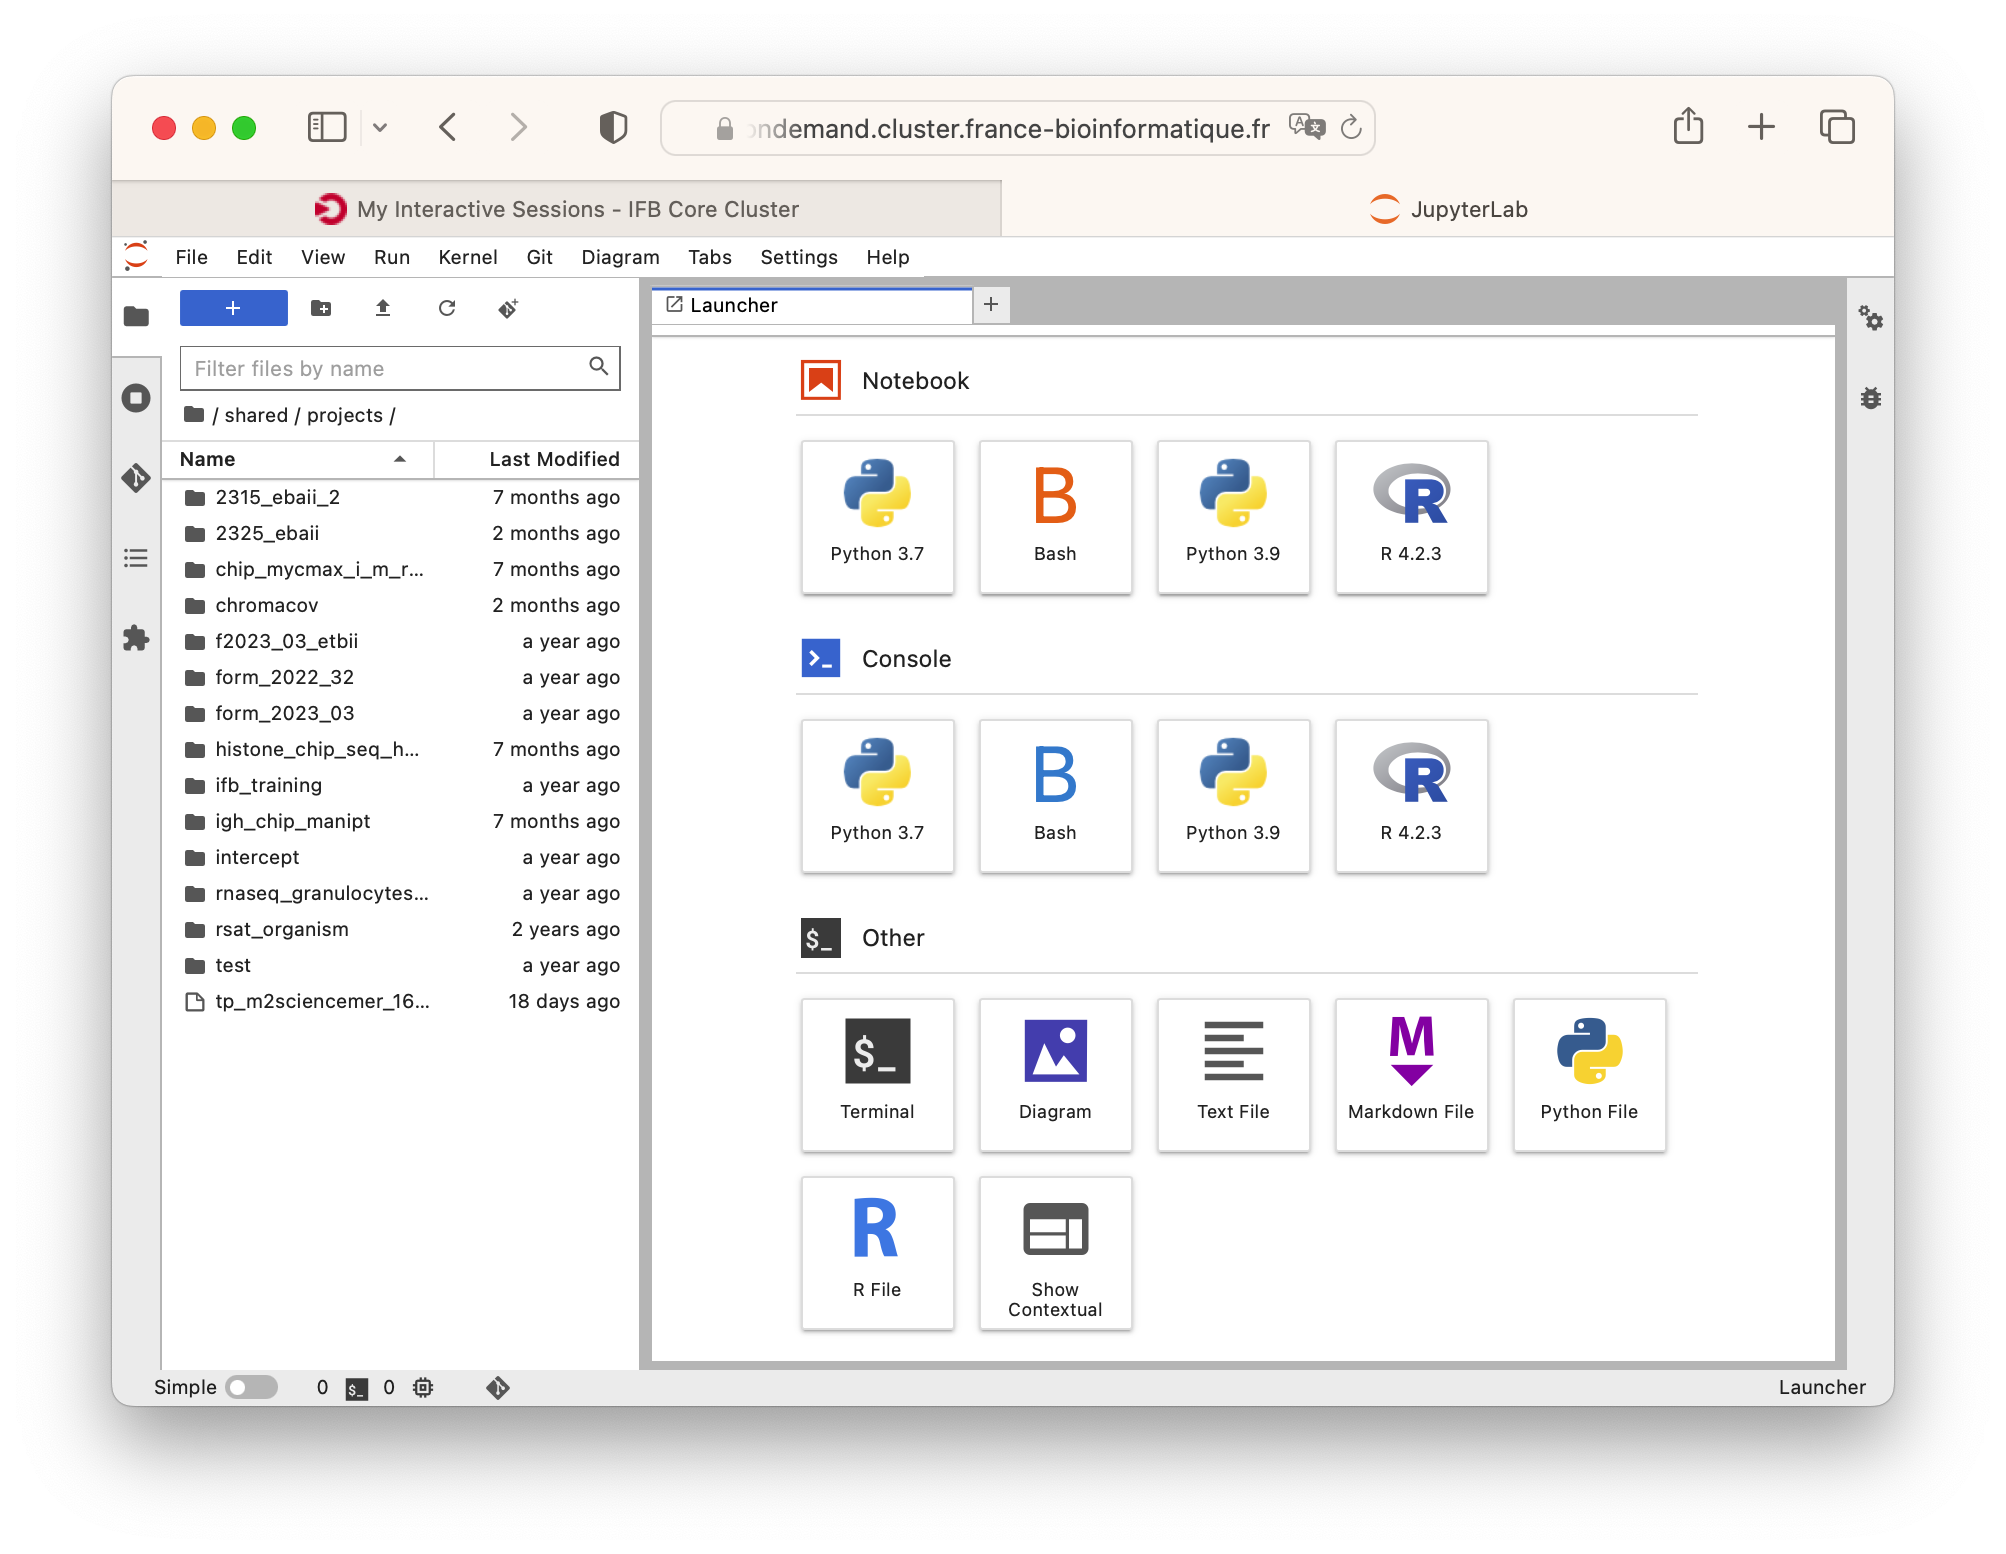 ondemand.cluster.france-bioinformatique.fr
My Interactive Sessions - IFB Core Cluster
JupyterLab
File Edit View Run Kernel Git Diagram Tabs Settings Help
+
Launcher
+
Filter files by name
/ shared / projects /
Name Last Modified
2315_ebaii_2 7 months ago
2325_ebaii 2 months ago
chip_mycmax_i_m_r... 7 months ago
chromacov 2 months ago
f2023_03_etbii a year ago
form_2022_32 a year ago
form_2023_03 a year ago
histone_chip_seq_h... 7 months ago
ifb_training a year ago
igh_chip_manipt 7 months ago
intercept a year ago
rnaseq_granulocytes... a year ago
rsat_organism 2 years ago
test a year ago
tp_m2sciencemer_16... 18 days ago
Notebook
Python 3.7
B
Bash
Python 3.9
R
R 4.2.3
>_ Console
Python 3.7
B
Bash
Python 3.9
R
R 4.2.3
$_ Other
$_
Terminal
Diagram
Text File
M
Markdown File
Python File
R
R File
Show
Contextual
Simple 0 $_ 0
Launcher